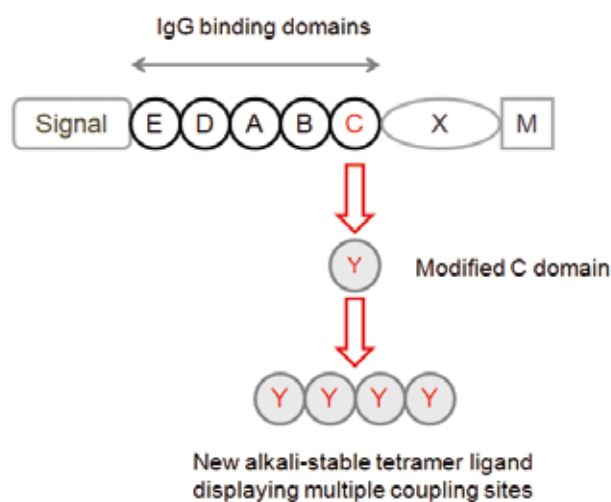 IgG binding domains
Signal E D A B C X M
Y Modified C domain
Y Y Y Y
New alkali-stable tetramer ligand
displaying multiple coupling sites